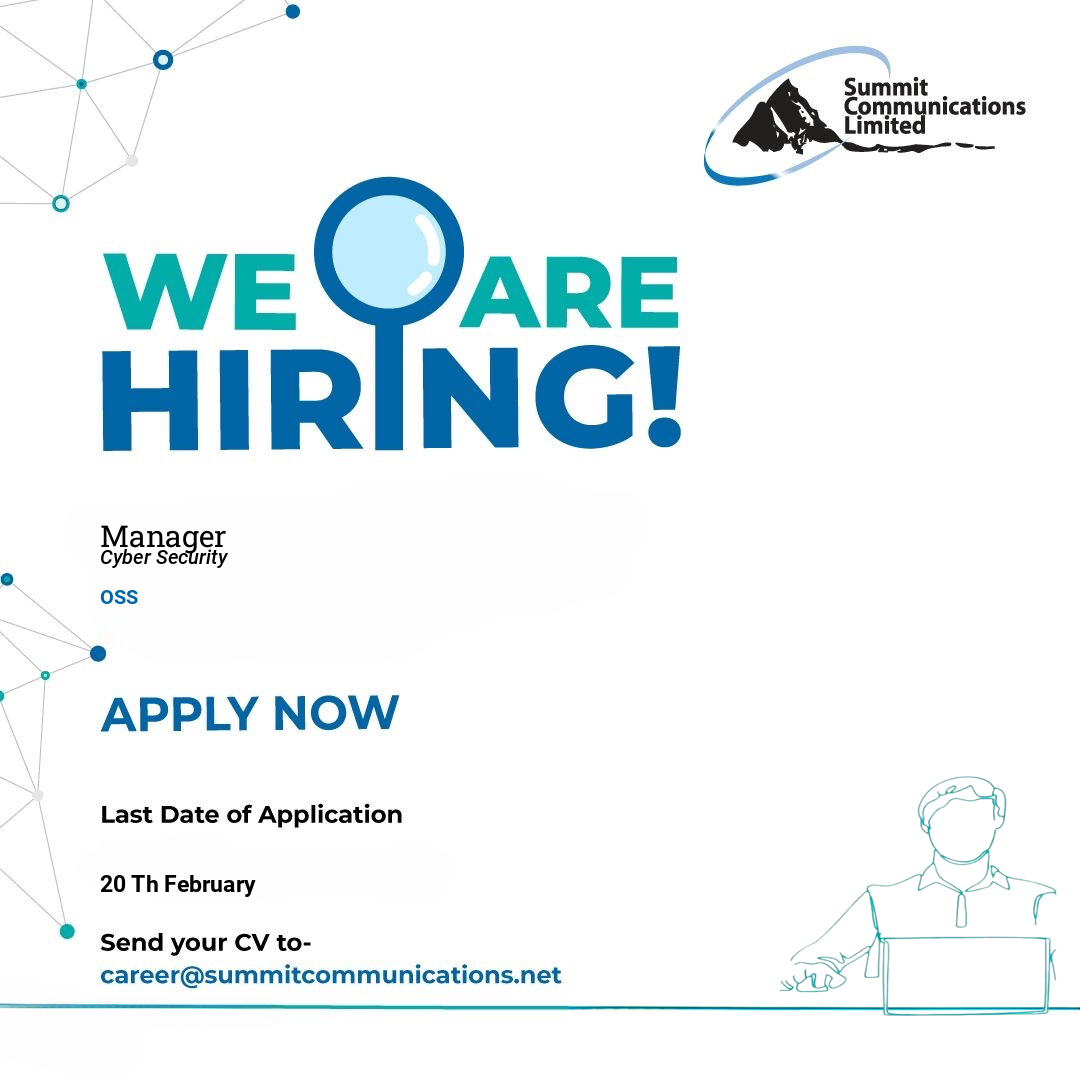 Summit
Communications
Limited
WE ARE
HIRING!
Manager
Cyber Security
OSS
APPLY NOW
Last Date of Application
20 Th February
Send your CV to-
career@summitcommunications.net